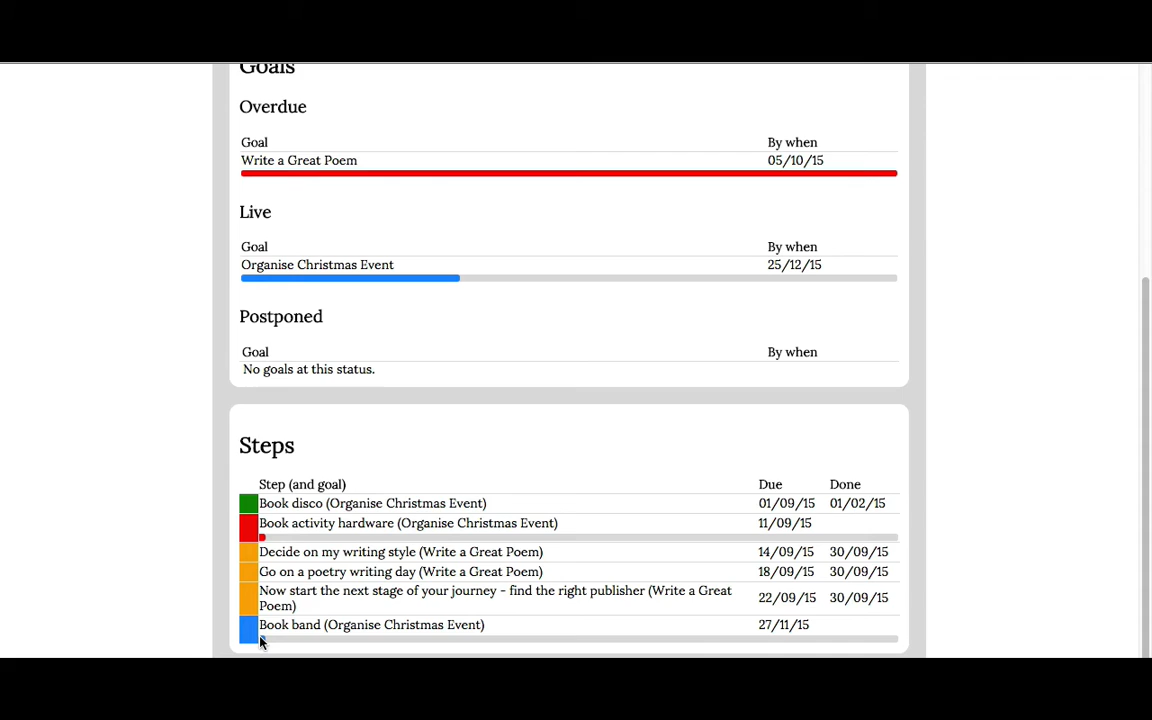 Goals
Overdue
Goal By when
Write a Great Poem 05/10/15
Live
Goal By when
Organise Christmas Event 25/12/15
Postponed
Goal By when
No goals at this status.
Steps
Step (and goal) Due Done
Book disco (Organise Christmas Event) 01/09/15 01/02/15
Book activity hardware (Organise Christmas Event) 11/09/15
Decide on my writing style (Write a Great Poem) 14/09/15 30/09/15
Go on a poetry writing day (Write a Great Poem) 18/09/15 30/09/15
Now start the next stage of your journey - find the right publisher (Write a Great
Poem) 22/09/15 30/09/15
Book band (Organise Christmas Event) 27/11/15